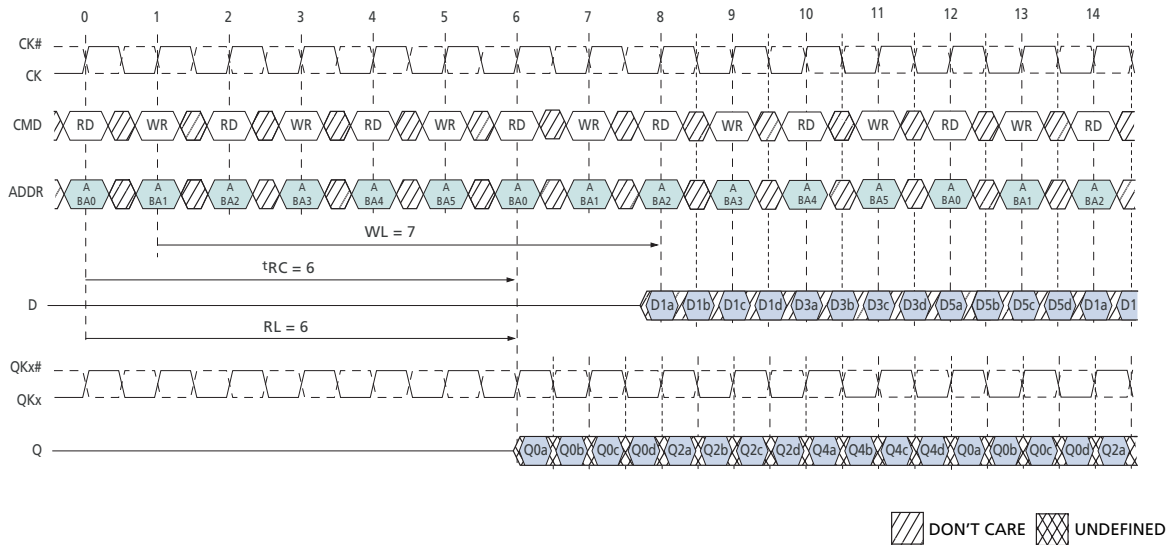 0 1 2 3 4 5 6 7 8 9 10 11 12 13 14
CK#
CK
CMD RD WR RD WR RD WR RD WR RD WR RD WR RD WR RD
ADDR A A A A A A A A A A A A A A A
BA0 BA1 BA2 BA3 BA4 BA5 BA0 BA1 BA2 BA3 BA4 BA5 BA0 BA1 BA2
WL = 7
tRC = 6
D D1a D1b D1c D1d D3a D3b D3c D3d D5a D5b D5c D5d D1a D1
RL = 6
QKx#
QKx
Q Q0a Q0b Q0c Q0d Q2a Q2b Q2c Q2d Q4a Q4b Q4c Q4d Q0a Q0b Q0c Q0d Q2a
DON'T CARE UNDEFINED